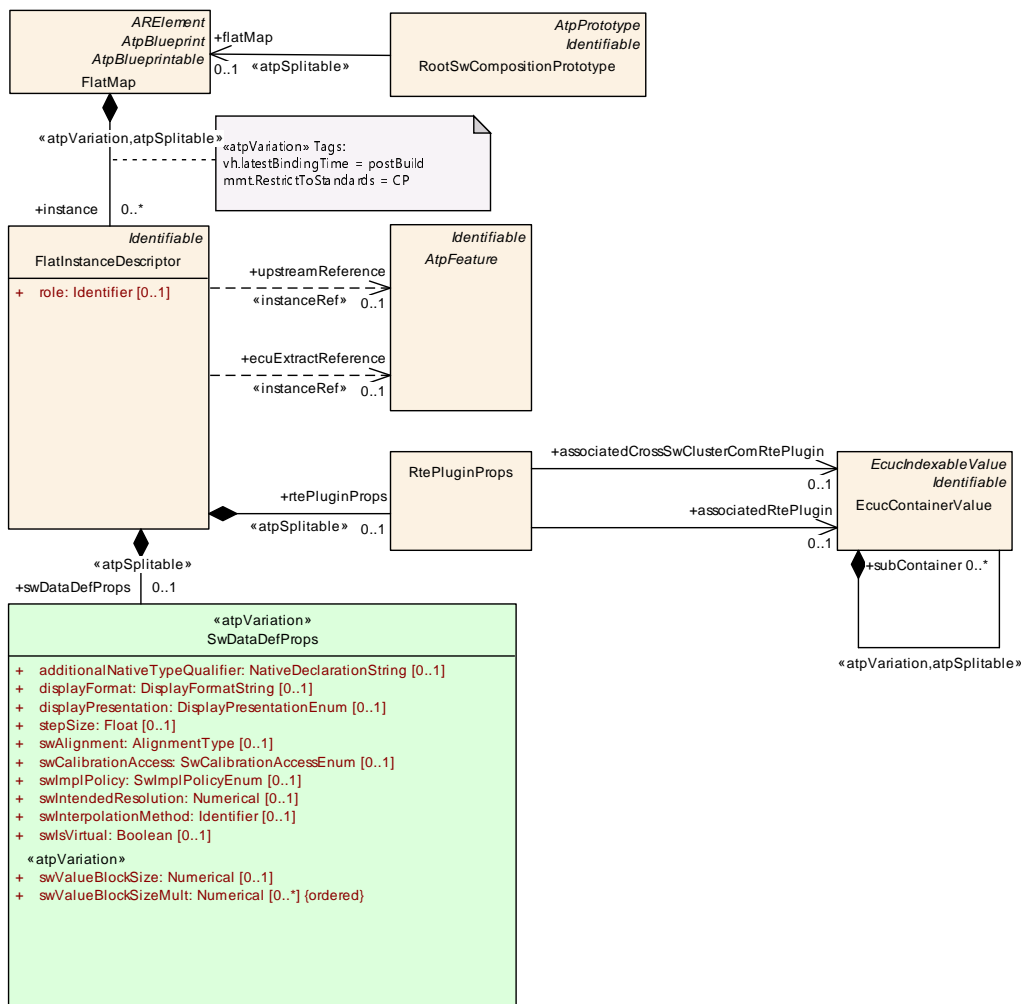 ARElement
AtpBlueprint
AtpBlueprintable
FlatMap
+flatMap
0..1
«atpSplitable»
AtpPrototype
Identifiable
RootSwCompositionPrototype
«atpVariation,atpSplitable»
«atpVariation» Tags:
vh.latestBindingTime = postBuild
mmt.RestrictToStandards = CP
+instance
0..*
Identifiable
FlatInstanceDescriptor
+ role: Identifier [0..1]
+upstreamReference
«instanceRef»
0..1
+ecuExtractReference
«instanceRef»
0..1
Identifiable
AtpFeature
+rtePluginProps
«atpSplitable»
0..1
RtePluginProps
+associatedCrossSwClusterComRtePlugin
0..1
+associatedRtePlugin
0..1
EcucIndexableValue
Identifiable
EcucContainerValue
+subContainer 0..*
«atpVariation,atpSplitable»
«atpSplitable»
+swDataDefProps
0..1
«atpVariation»
SwDataDefProps
+ additionalNativeTypeQualifier: NativeDeclarationString [0..1]
+ displayFormat: DisplayFormatString [0..1]
+ displayPresentation: DisplayPresentationEnum [0..1]
+ stepSize: Float [0..1]
+ swAlignment: AlignmentType [0..1]
+ swCalibrationAccess: SwCalibrationAccessEnum [0..1]
+ swImplPolicy: SwImplPolicyEnum [0..1]
+ swIntendedResolution: Numerical [0..1]
+ swInterpolationMethod: Identifier [0..1]
+ swIsVirtual: Boolean [0..1]
«atpVariation»
+ swValueBlockSize: Numerical [0..1]
+ swValueBlockSizeMult: Numerical [0..*] {ordered}